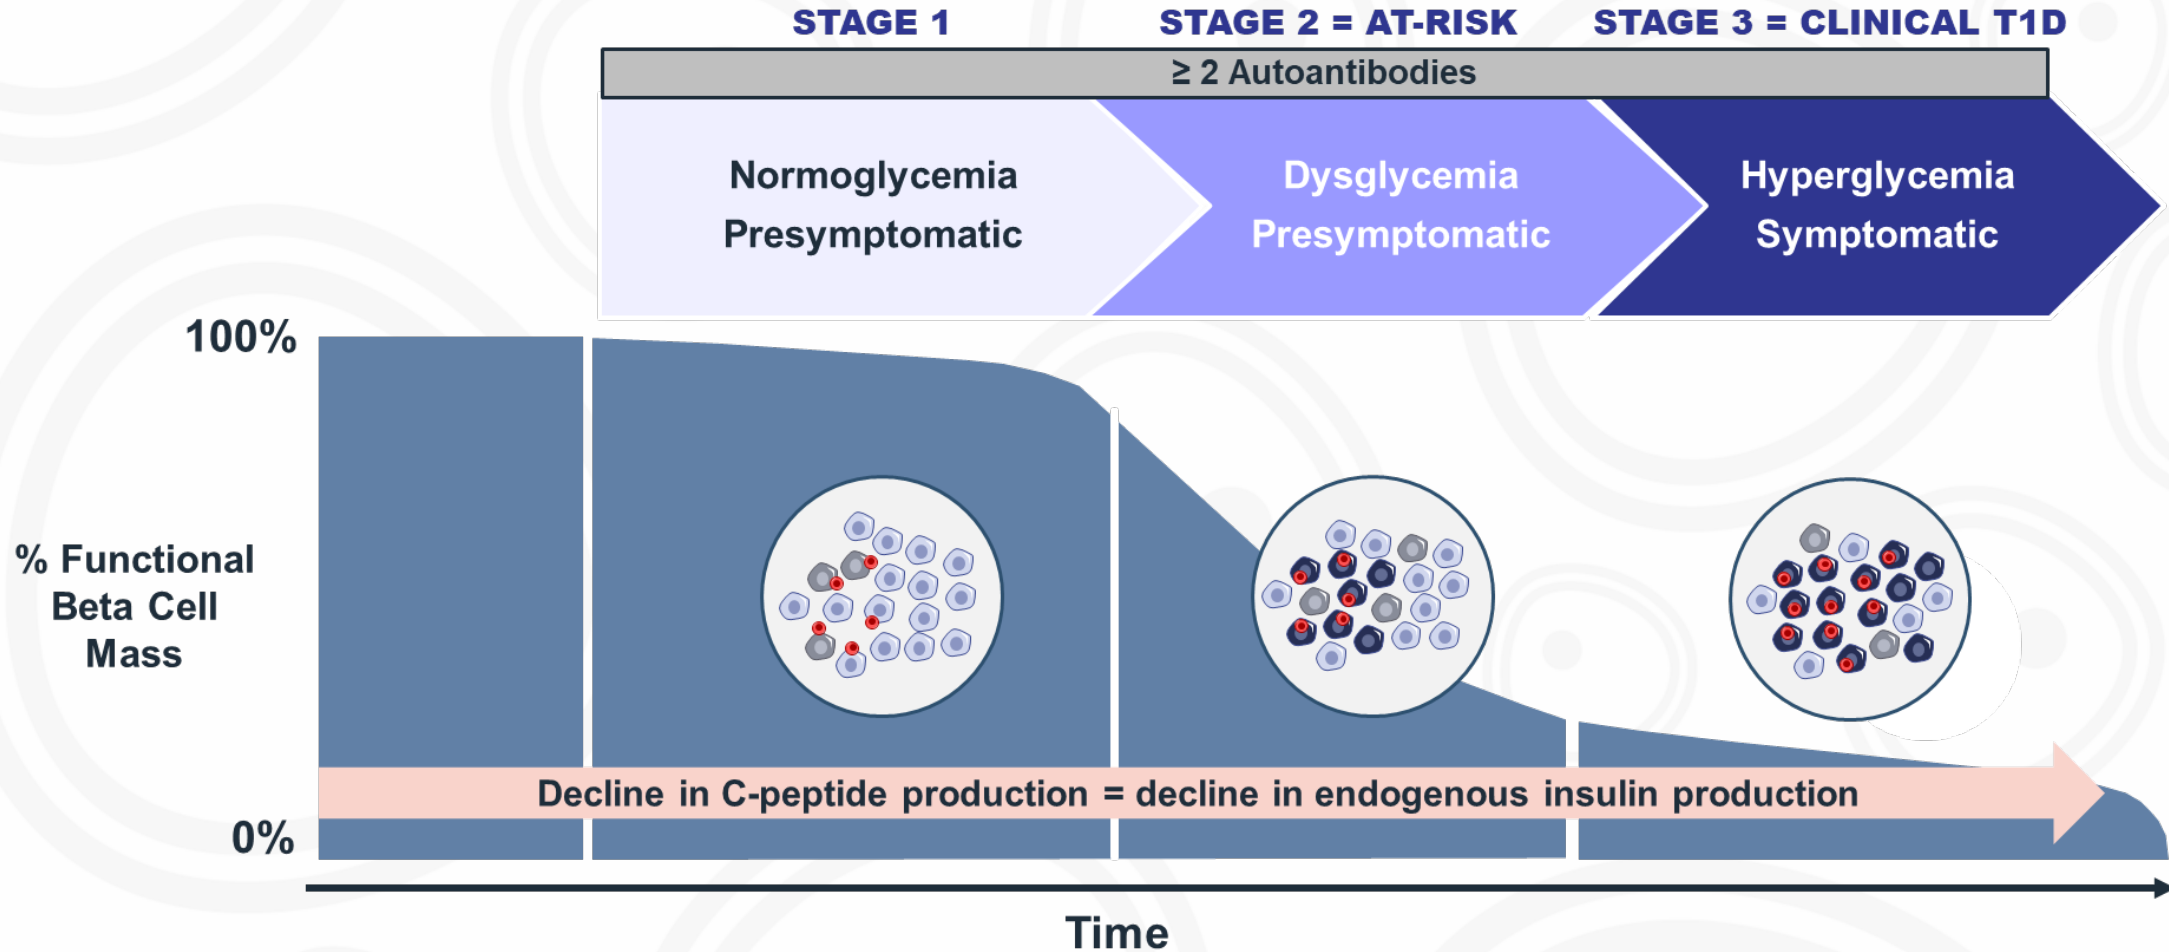 STAGE 1
STAGE 2 = AT-RISK
STAGE 3 = CLINICAL T1D
≥ 2 Autoantibodies
Normoglycemia
Presymptomatic
Dysglycemia
Presymptomatic
Hyperglycemia
Symptomatic
100%
% Functional
Beta Cell
Mass
Decline in C-peptide production = decline in endogenous insulin production
0%
Time